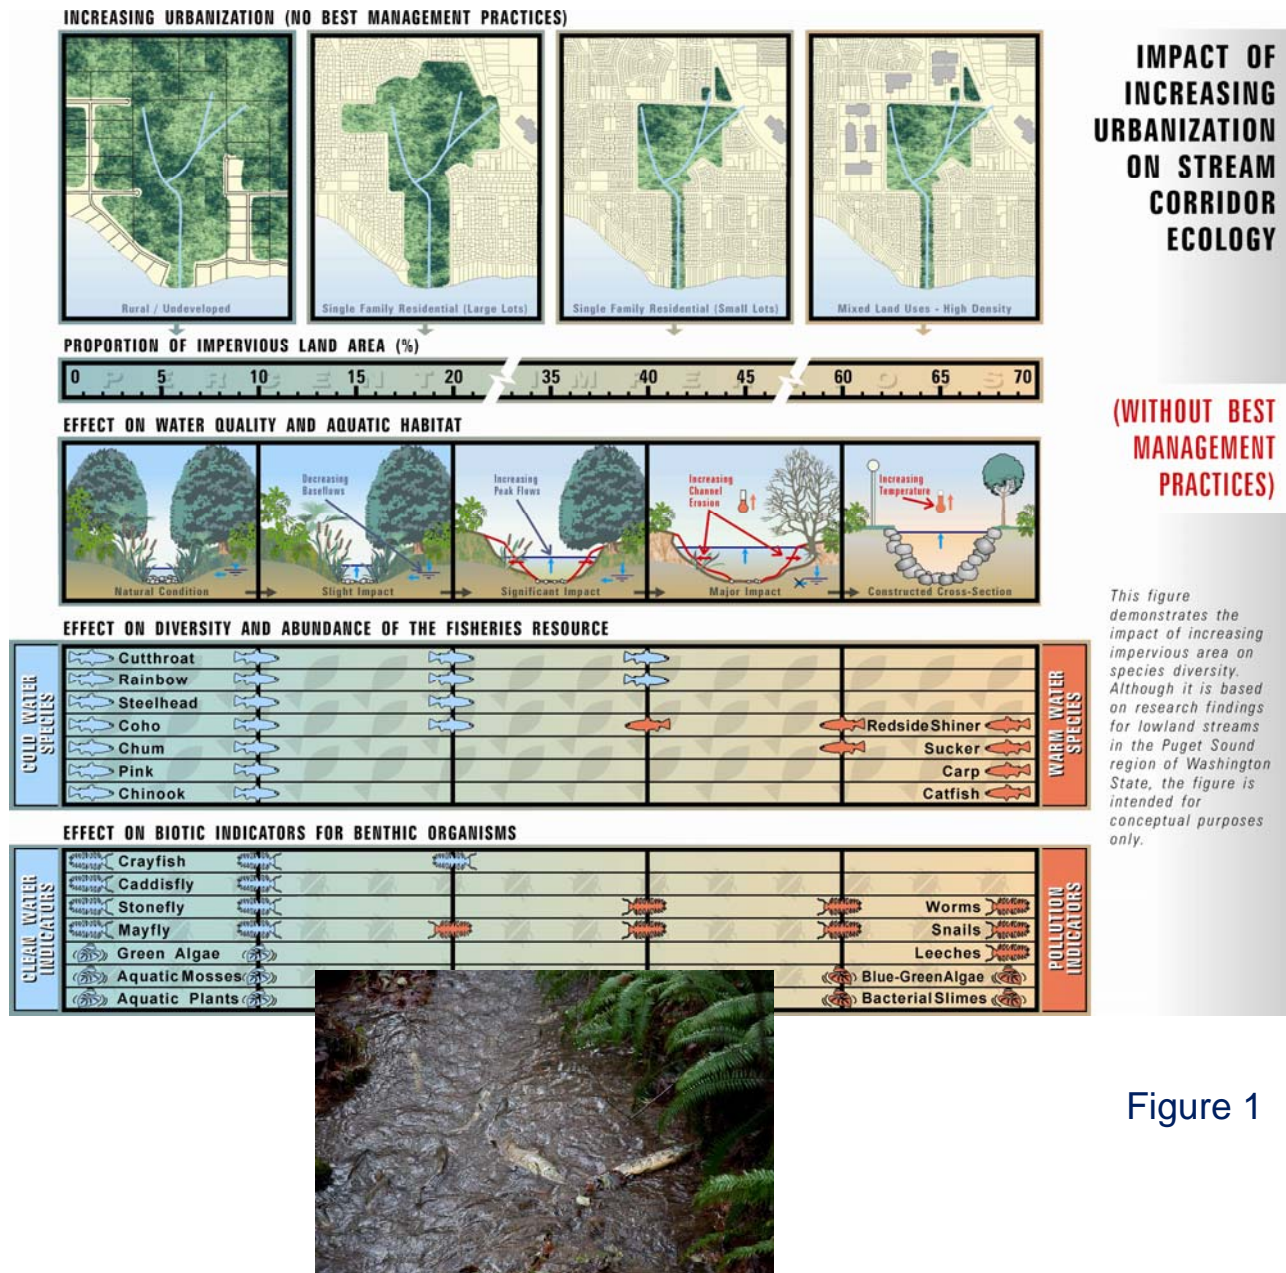 INCREASING URBANIZATION (NO BEST MANAGEMENT PRACTICES)
Rural / Undeveloped
Single Family Residential (Large Lots)
Single Family Residential (Small Lots)
Mixed Land Uses - High Density
IMPACT OF
INCREASING
URBANIZATION
ON STREAM
CORRIDOR
ECOLOGY
PROPORTION OF IMPERVIOUS LAND AREA (%)
0 5 10 15 20 35 40 45 60 65 70
(WITHOUT BEST
MANAGEMENT
PRACTICES)
EFFECT ON WATER QUALITY AND AQUATIC HABITAT
Decreasing
Baseflows
Increasing
Peak Flows
Increasing
Channel
Erosion
Increasing
Temperature
Natural Condition
Slight Impact
Significant Impact
Major Impact
Constructed Cross-Section
This figure
demonstrates the
impact of increasing
impervious area on
species diversity.
Although it is based
on research findings
for lowland streams
in the Puget Sound
region of Washington
State, the figure is
intended for
conceptual purposes
only.
EFFECT ON DIVERSITY AND ABUNDANCE OF THE FISHERIES RESOURCE
COLD WATER
SPECIES
Cutthroat
Rainbow
Steelhead
Coho
Chum
Pink
Chinook
Redside Shiner
Sucker
Carp
Catfish
WARM WATER
SPECIES
EFFECT ON BIOTIC INDICATORS FOR BENTHIC ORGANISMS
CLEAN WATER
INDICATORS
Crayfish
Caddisfly
Stonefly
Mayfly
Green Algae
Aquatic Mosses
Aquatic Plants
Worms
Snails
Leeches
Blue-Green Algae
Bacterial Slimes
POLLUTION
INDICATORS
Figure 1